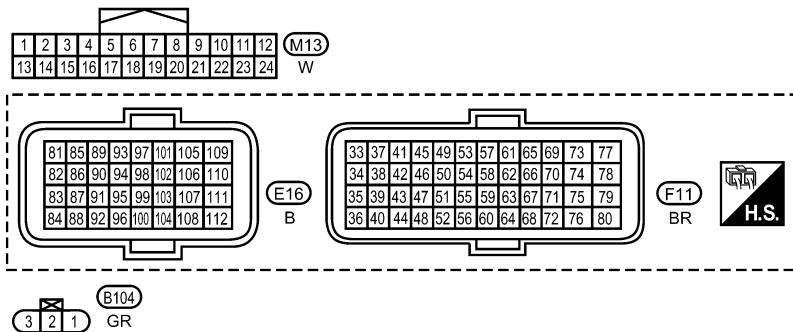 1 2 3 4 5 6 7 8 9 10 11 12
13 14 15 16 17 18 19 20 21 22 23 24
M13
W
81 85 89 93 97 101 105 109
82 86 90 94 98 102 106 110
83 87 91 95 99 103 107 111
84 88 92 96 100 104 108 112
E16
B
33 37 41 45 49 53 57 61 65 69 73 77
34 38 42 46 50 54 58 62 66 70 74 78
35 39 43 47 51 55 59 63 67 71 75 79
36 40 44 48 52 56 60 64 68 72 76 80
F11
BR
H.S.
3 2 1
B104
GR